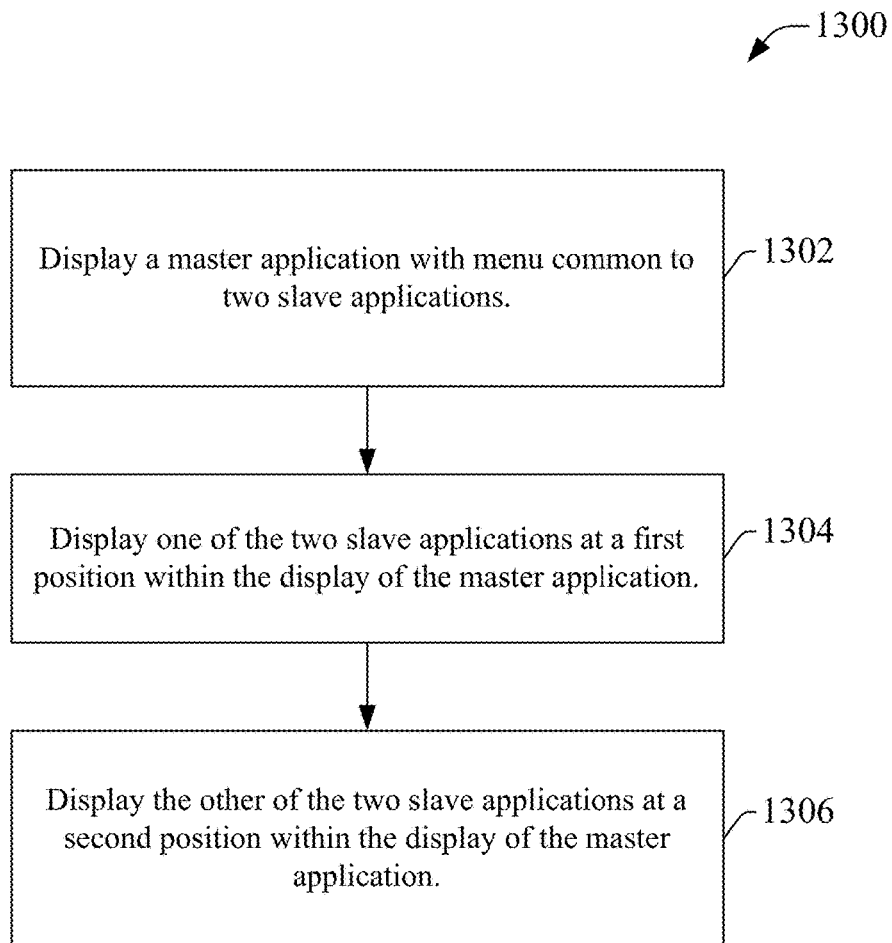 1300
Display a master application with menu common to
two slave applications.
1302
Display one of the two slave applications at a first
position within the display of the master application.
1304
Display the other of the two slave applications at a
second position within the display of the master
application.
1306